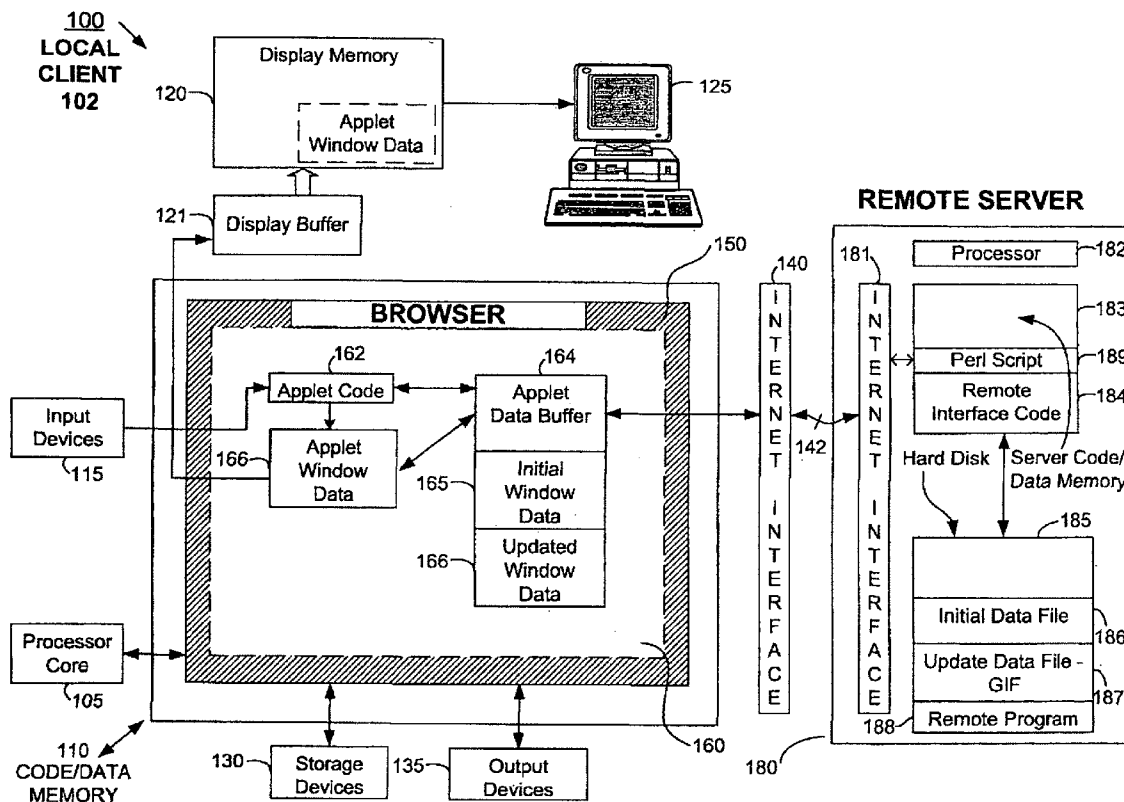 100
LOCAL
CLIENT
102
Display Memory
120
Applet
Window Data
125
121
Display Buffer
REMOTE SERVER
150
140
181
Processor
182
BROWSER
INTERNET INTERFACE
INTERNET INTERFACE
183
162
164
Perl Script
189
Applet Code
Applet
Data Buffer
Remote
Interface Code
184
Input
Devices
115
166
Applet
Window
Data
142
Hard Disk
Server Code/
Data Memory
165
Initial
Window
Data
185
166
Updated
Window
Data
Initial Data File
186
Processor
Core
105
Update Data File -
GIF
187
160
188
Remote Program
110
CODE/DATA
MEMORY
130
Storage
Devices
135
Output
Devices
180